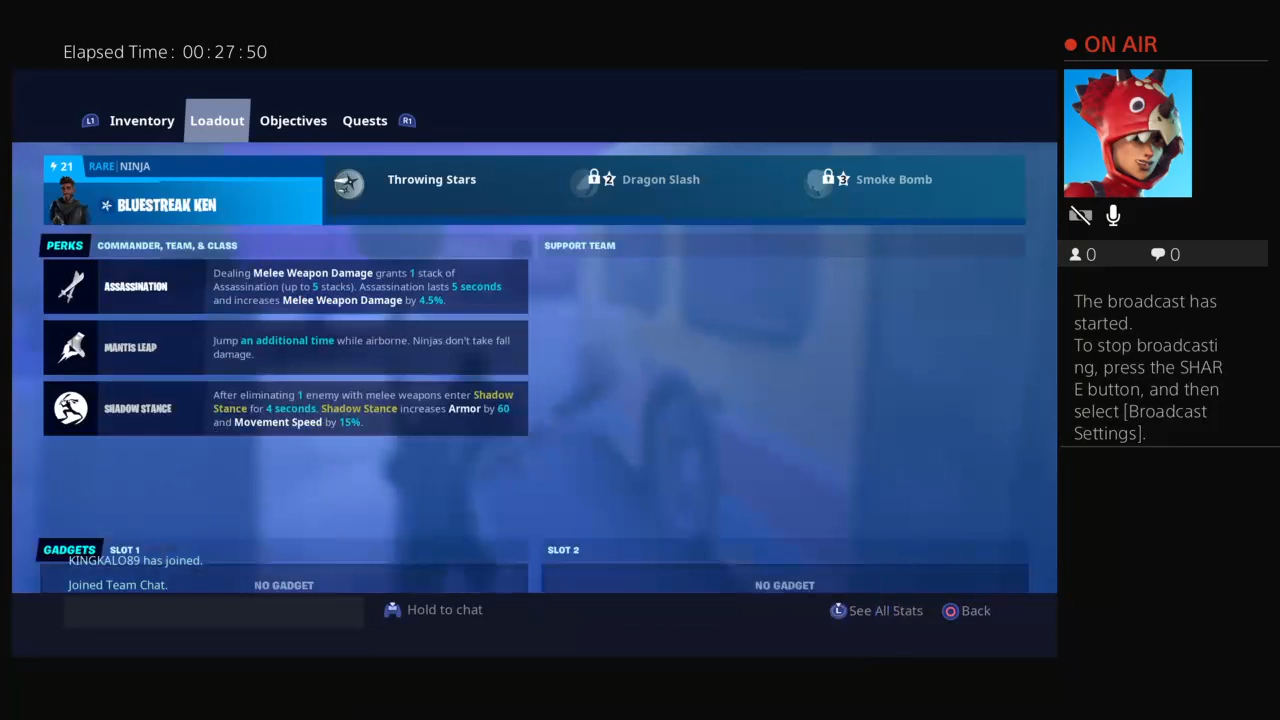 Elapsed Time: 00:27:50
ON AIR
L1 Inventory Loadout Objectives Quests R1
21 RARE | NINJA
BLUESTREAK KEN
Throwing Stars
2 Dragon Slash
3 Smoke Bomb
PERKS COMMANDER, TEAM, & CLASS
SUPPORT TEAM
ASSASSINATION
Dealing Melee Weapon Damage grants 1 stack of
Assassination (up to 5 stacks). Assassination lasts 5 seconds
and increases Melee Weapon Damage by 4.5%.
MANTIS LEAP
Jump an additional time while airborne. Ninjas don't take fall
damage.
SHADOW STANCE
After eliminating 1 enemy with melee weapons enter Shadow
Stance for 4 seconds. Shadow Stance increases Armor by 60
and Movement Speed by 15%.
GADGETS SLOT 1
SLOT 2
KINGKALO89 has joined.
Joined Team Chat.
NO GADGET
NO GADGET
Hold to chat
L See All Stats
Back
0 0
The broadcast has
started.
To stop broadcasti
ng, press the SHAR
E button, and then
select [Broadcast
Settings].